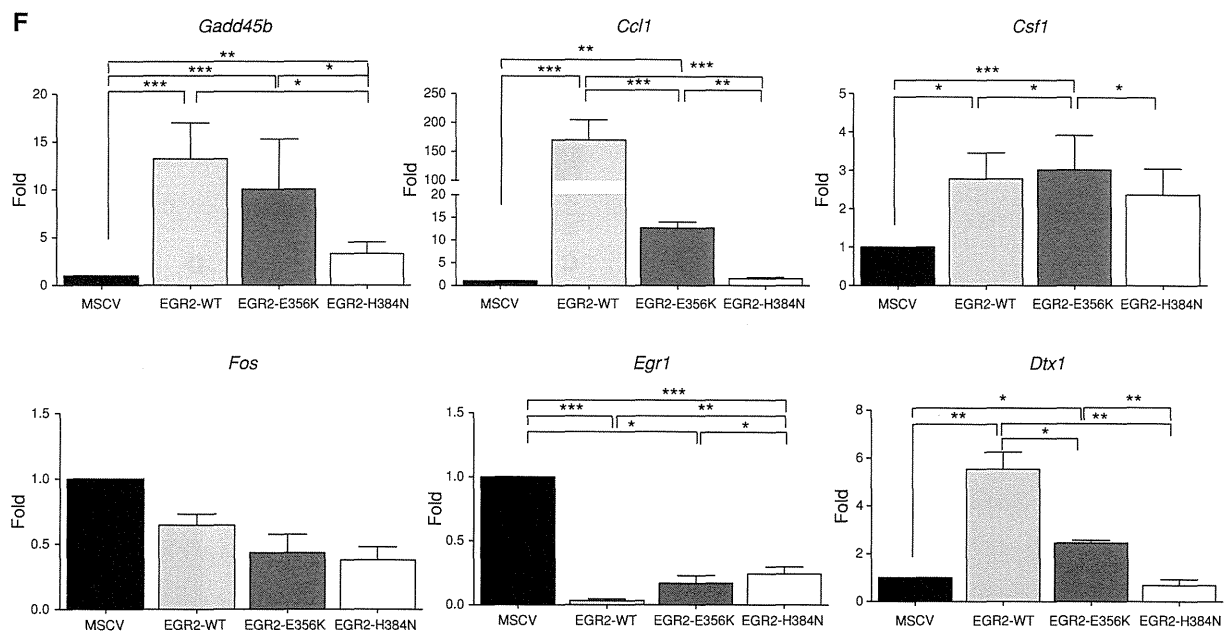 F
Gadd45b
**
*** *
*** *
20
15
10
5
0
Fold
MSCV EGR2-WT EGR2-E356K EGR2-H384N
Ccl1
**
***
*** *** **
250
200
150
100
20
15
10
5
0
Fold
MSCV EGR2-WT EGR2-E356K EGR2-H384N
Csf1
***
* * *
5
4
3
2
1
0
Fold
MSCV EGR2-WT EGR2-E356K EGR2-H384N
Fos
1.5
1.0
0.5
0.0
Fold
MSCV EGR2-WT EGR2-E356K EGR2-H384N
Egr1
***
*** **
* *
1.5
1.0
0.5
0.0
Fold
MSCV EGR2-WT EGR2-E356K EGR2-H384N
Dtx1
* **
** **
*
8
6
4
2
0
Fold
MSCV EGR2-WT EGR2-E356K EGR2-H384N